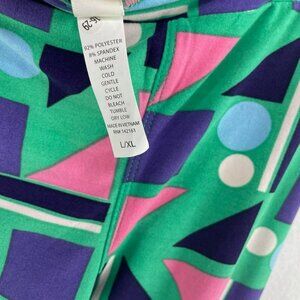 92% POLYESTER
8% SPANDEX
MACHINE
WASH
COLD
GENTLE
CYCLE
DO NOT
BLEACH
TUMBLE
DRY LOW
MADE IN VIETNAM
RN# 142161
L/XL